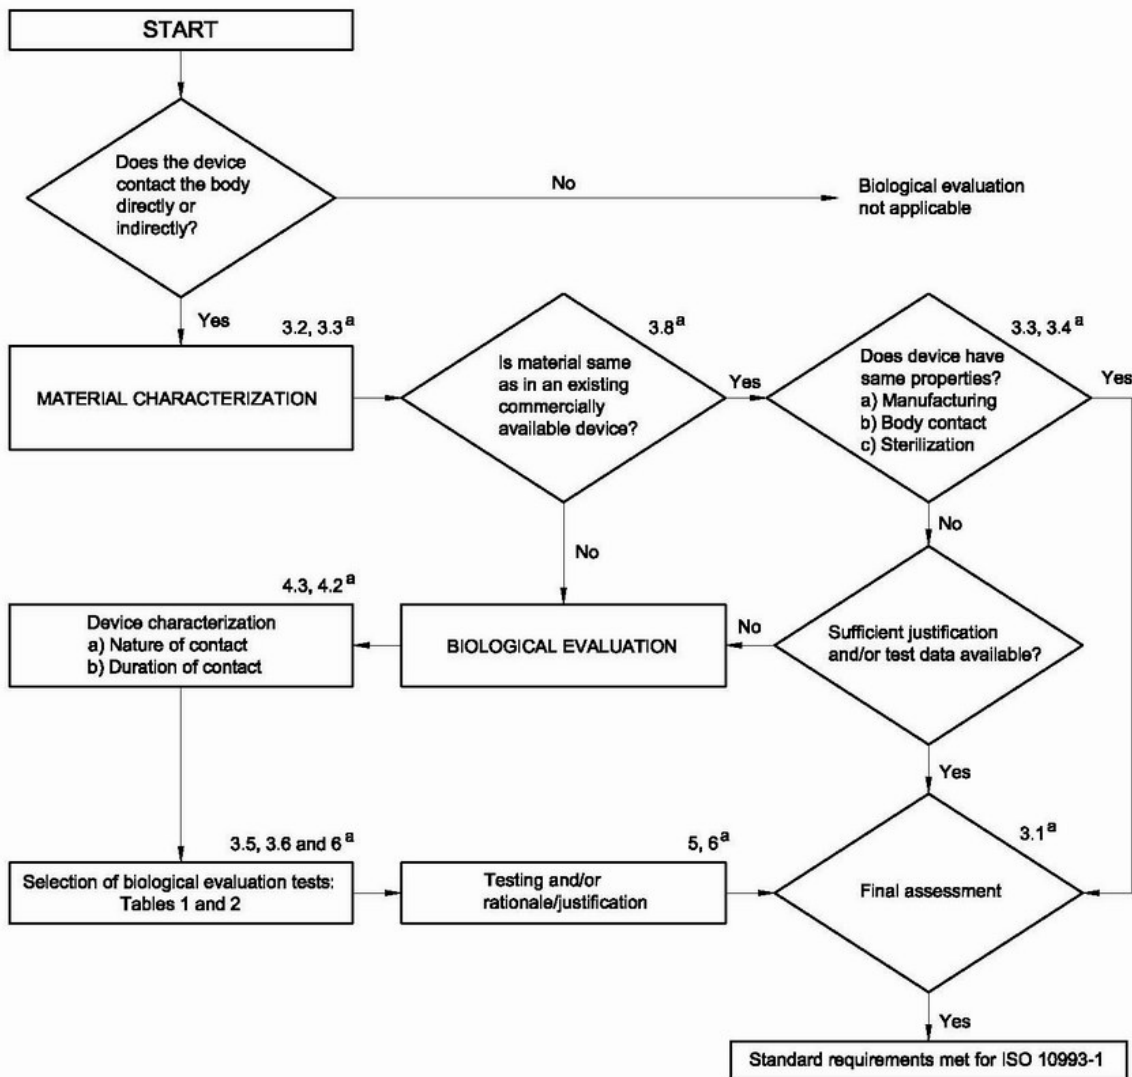 START
Does the device
contact the body
directly or
indirectly?
No
Biological evaluation
not applicable
Yes
3.2, 3.3 a
MATERIAL CHARACTERIZATION
3.8 a
Is material same
as in an existing
commercially
available device?
Yes
3.3, 3.4 a
Does device have
same properties?
a) Manufacturing
b) Body contact
c) Sterilization
Yes
No
No
4.3, 4.2 a
Device characterization
a) Nature of contact
b) Duration of contact
BIOLOGICAL EVALUATION
No
Sufficient justification
and/or test data available?
Yes
3.5, 3.6 and 6 a
Selection of biological evaluation tests:
Tables 1 and 2
5, 6 a
Testing and/or
rationale/justification
3.1 a
Final assessment
Yes
Standard requirements met for ISO 10993-1